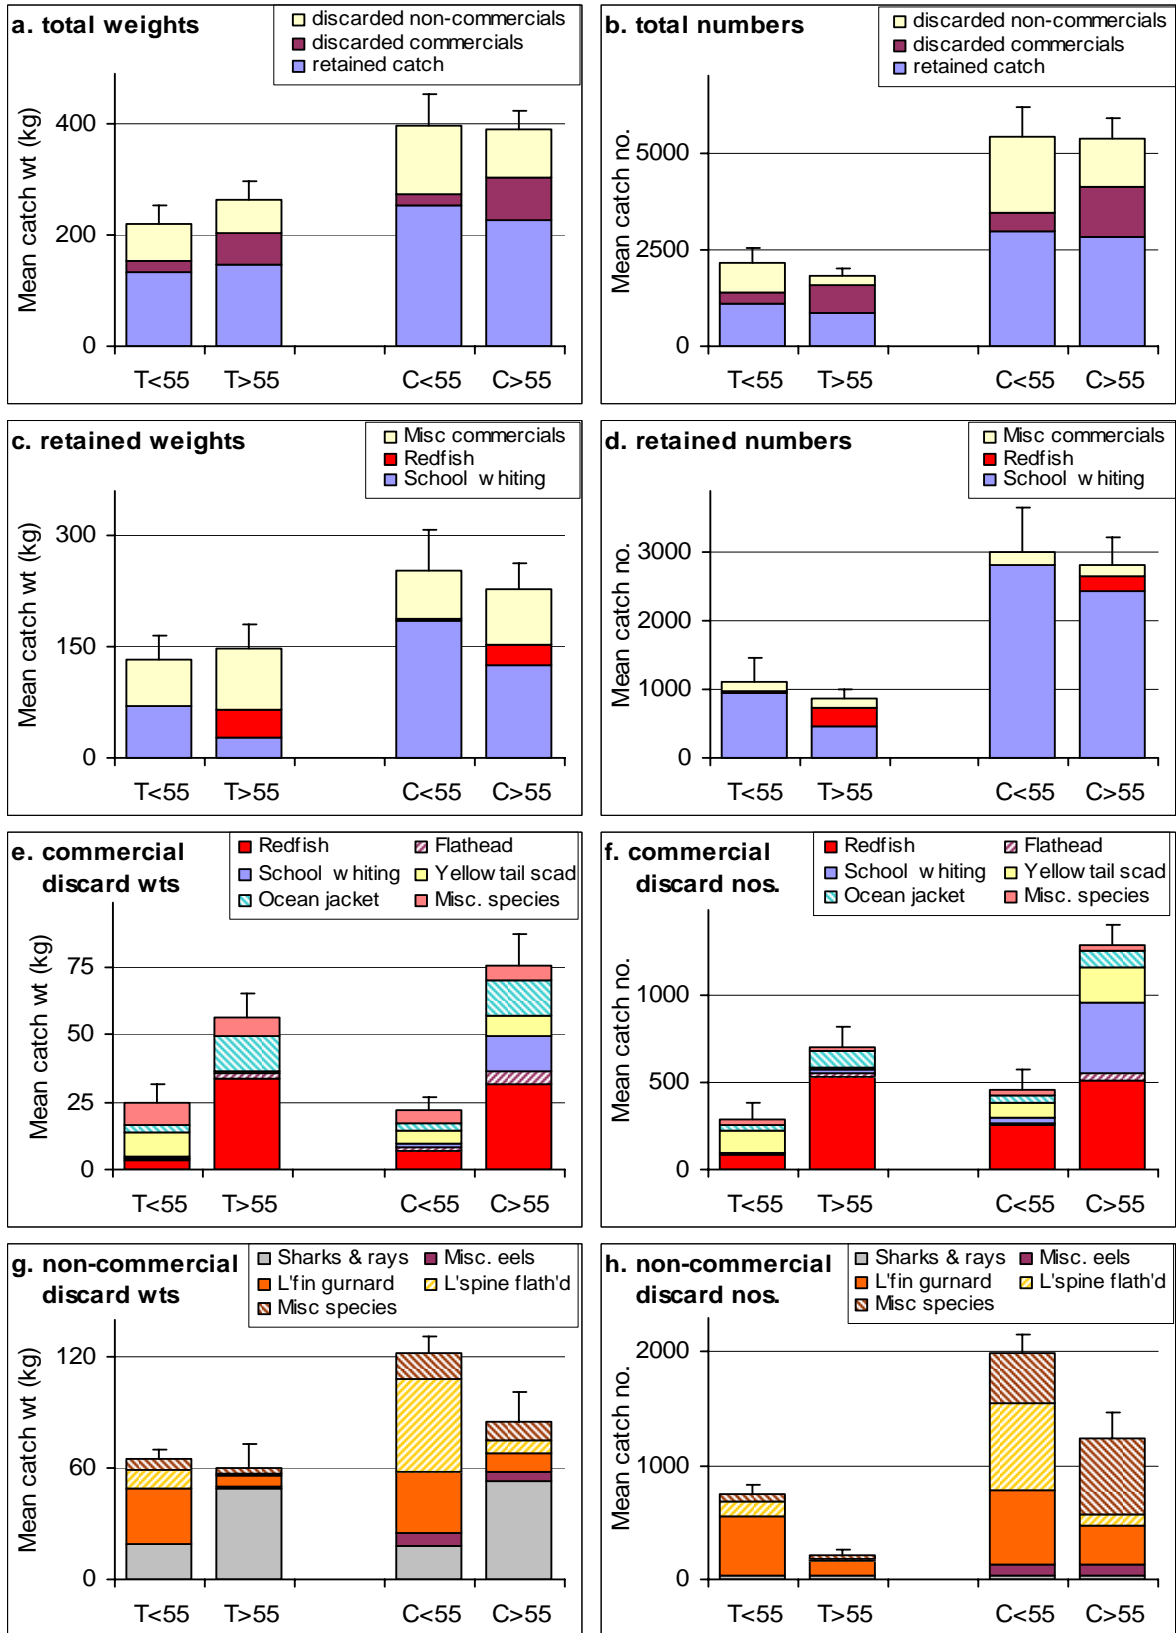 a. total weights
discarded non-commercials
discarded commercials
retained catch
Mean catch wt (kg)
400
200
0
T<55 T>55 C<55 C>55
b. total numbers
discarded non-commercials
discarded commercials
retained catch
Mean catch no.
5000
2500
0
T<55 T>55 C<55 C>55
c. retained weights
Misc commercials
Redfish
School whiting
Mean catch wt (kg)
300
150
0
T<55 T>55 C<55 C>55
d. retained numbers
Misc commercials
Redfish
School whiting
Mean catch no.
3000
2000
1000
0
T<55 T>55 C<55 C>55
e. commercial
discard wts
Redfish Flathead
School whiting Yellow tail scad
Ocean jacket Misc. species
Mean catch wt (kg)
75
50
25
0
T<55 T>55 C<55 C>55
f. commercial
discard nos.
Redfish Flathead
School whiting Yellow tail scad
Ocean jacket Misc. species
Mean catch no.
1000
500
0
T<55 T>55 C<55 C>55
g. non-commercial
discard wts
Sharks & rays Misc. eels
L'fin gurnard L'spine flath'd
Misc species
Mean catch wt (kg)
120
60
0
T<55 T>55 C<55 C>55
h. non-commercial
discard nos.
Sharks & rays Misc. eels
L'fin gurnard L'spine flath'd
Misc species
Mean catch no.
2000
1000
0
T<55 T>55 C<55 C>55